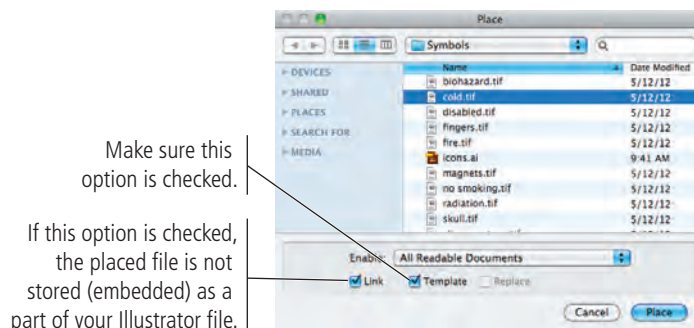 Place
Symbols
Name Date Modified
DEVICES
SHARED
PLACES
SEARCH FOR
MEDIA
biohazard.tif 5/12/12
cold.tif 5/12/12
disabled.tif 5/12/12
fingers.tif 5/12/12
fire.tif 5/12/12
icons.ai 9:41 AM
magnets.tif 5/12/12
no smoking.tif 5/12/12
radiation.tif 5/12/12
skull.tif 5/12/12
Make sure this
option is checked.
If this option is checked,
the placed file is not
stored (embedded) as a
part of your Illustrator file.
Enable: All Readable Documents
Link Template Replace
Cancel Place